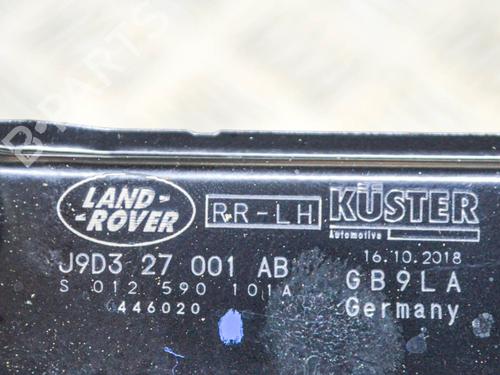 LAND-
-ROVER
RR-LH
KÜSTER
Automotive
J9D3 27 001 AB
16.10.2018
S 012 590 101A
GB9LA
446020
Germany
B-PARTS